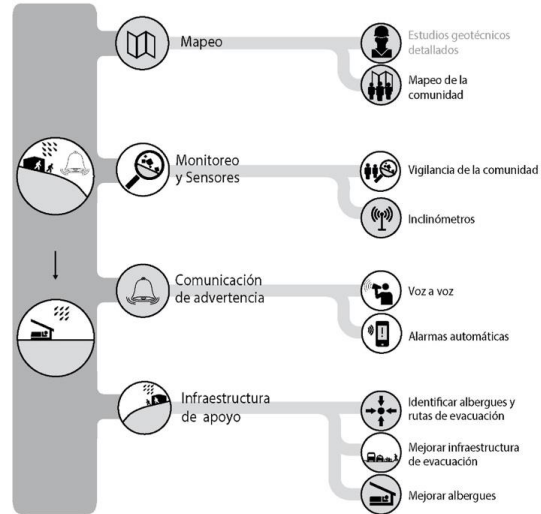 Mapeo
Estudios geotécnicos
detallados
Mapeo de la
comunidad
Monitoreo
y Sensores
Vigilancia de la comunidad
Inclinómetros
Comunicación
de advertencia
Voz a voz
Alarmas automáticas
Infraestructura
de apoyo
Identificar albergues y
rutas de evacuación
Mejorar infraestructura
de evacuación
Mejorar albergues